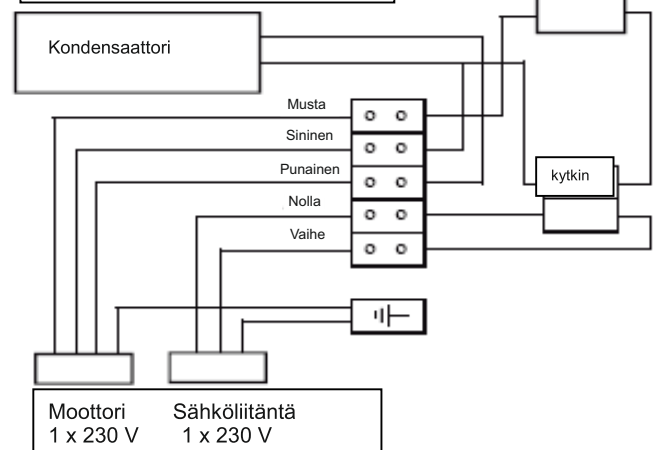 Kondensaattori
Musta
Sininen
Punainen
Nolla
Vaihe
kytkin
Moottori Sähköliitäntä
1 x 230 V 1 x 230 V